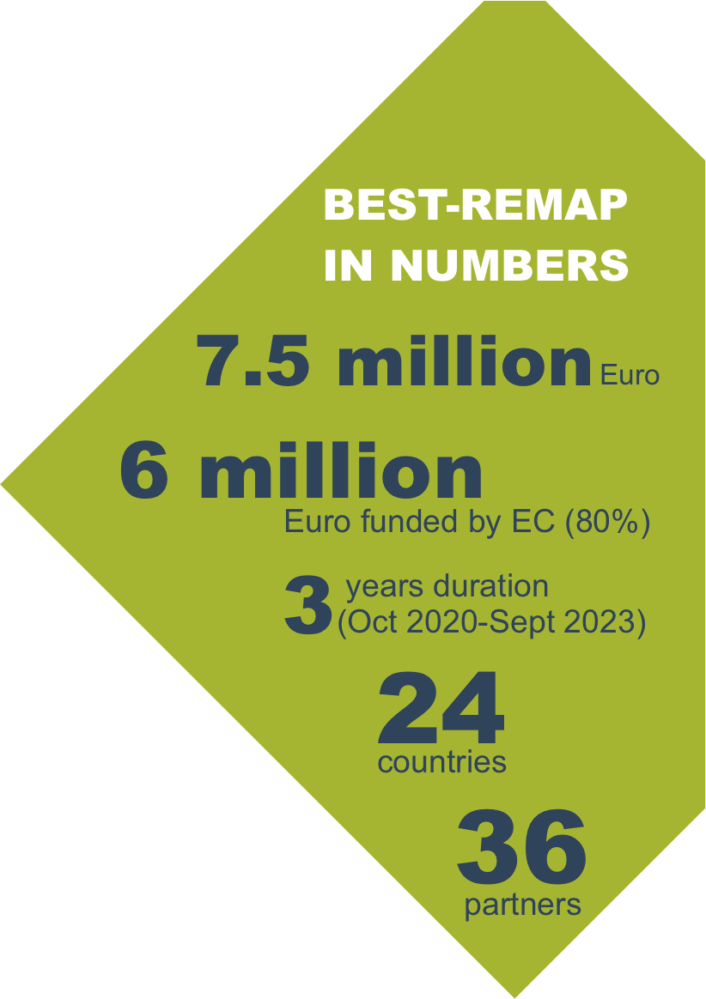 BEST-REMAP
IN NUMBERS
7.5 million Euro
6 million
Euro funded by EC (80%)
3 years duration
(Oct 2020-Sept 2023)
24
countries
36
partners